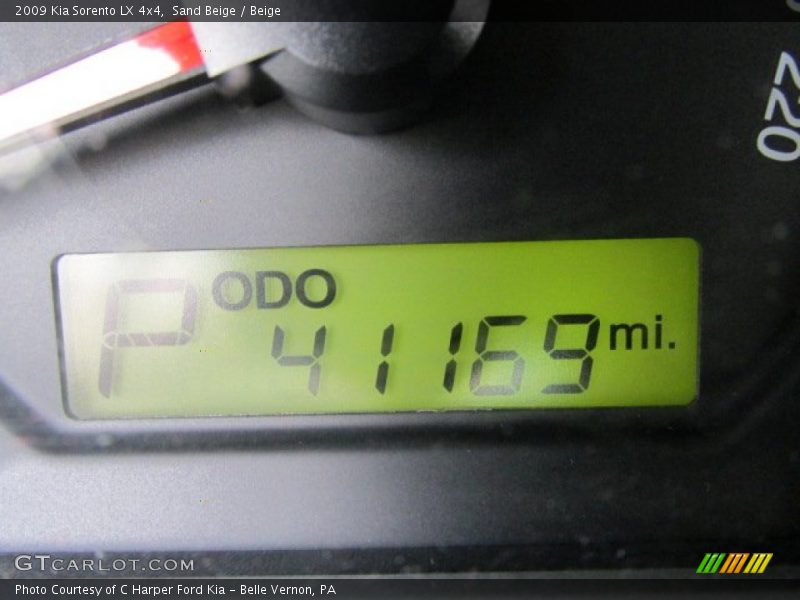 2009 Kia Sorento LX 4x4,  Sand Beige / Beige
220
ODO
P 41169 mi.
GTCARLOT.COM
Photo Courtesy of C Harper Ford Kia - Belle Vernon, PA